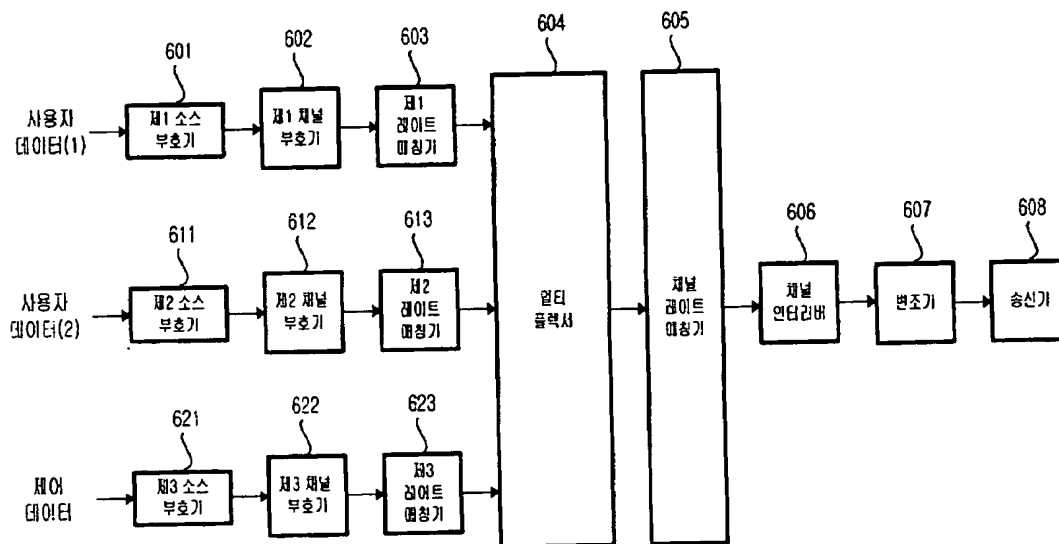 604
605
601
602
603
사용자
데이터(1)
제1 소스
부호기
제1 채널
부호기
제1
레이트
매칭기
611
612
613
사용자
데이터(2)
제2 소스
부호기
제2 채널
부호기
제2
레이트
매칭기
멀티
플렉서
채널
레이트
매칭기
606
607
608
채널
인터리버
변조기
송신기
621
622
623
제어
데이터
제3 소스
부호기
제3 채널
부호기
제3
레이트
매칭기